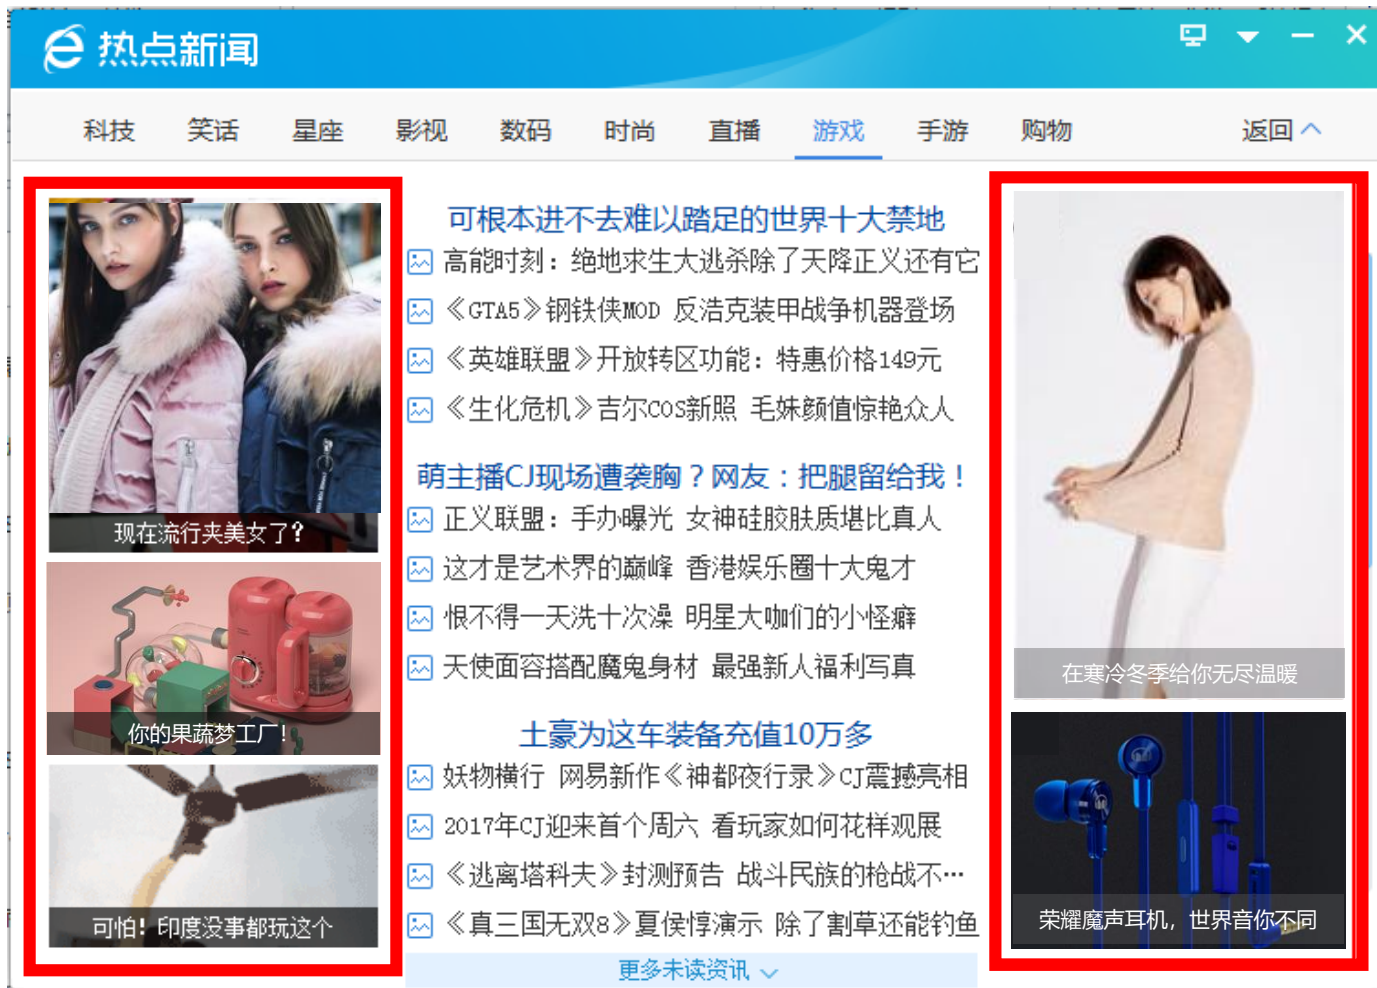 热点新闻
科技 笑话 星座 影视 数码 时尚 直播 游戏 手游 购物 返回
现在流行夹美女了?
你的果蔬梦工厂!
可怕! 印度没事都玩这个
可根本进不去难以踏足的世界十大禁地
高能时刻: 绝地求生大逃杀除了天降正义还有它
《GTA5》钢铁侠MOD 反浩克装甲战争机器登场
《英雄联盟》开放转区功能: 特惠价格149元
《生化危机》吉尔COS新照 毛妹颜值惊艳众人
萌主播CJ现场遭袭胸？网友：把腿留给我！
正义联盟: 手办曝光 女神硅胶肤质堪比真人
这才是艺术界的巅峰 香港娱乐圈十大鬼才
恨不得一天洗十次澡 明星大咖们的小怪癖
天使面容搭配魔鬼身材 最强新人福利写真
土豪为这车装备充值10万多
妖物横行 网易新作《神都夜行录》CJ震撼亮相
2017年CJ迎来首个周六 看玩家如何花样观展
《逃离塔科夫》封测预告 战斗民族的枪战不…
《真三国无双8》夏侯惇演示 除了割草还能钓鱼
更多未读资讯
在寒冷冬季给你无尽温暖
荣耀魔声耳机，世界音你不同